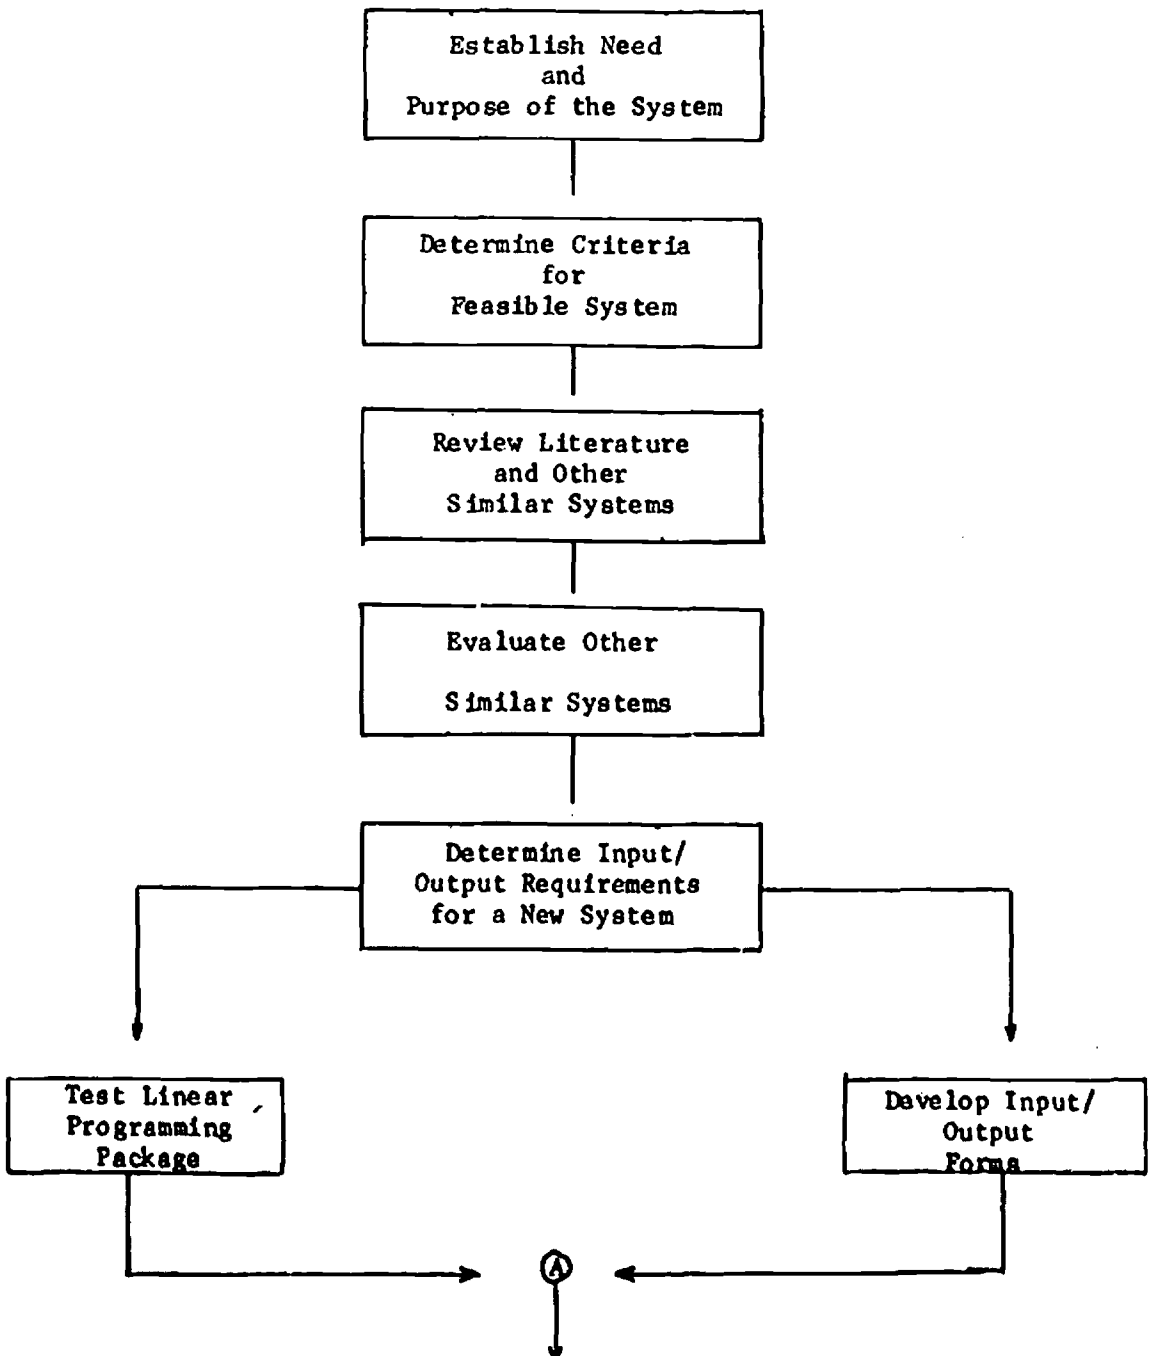 Establish Need
and
Purpose of the System
Determine Criteria
for
Feasible System
Review Literature
and Other
Similar Systems
Evaluate Other
Similar Systems
Determine Input/
Output Requirements
for a New System
Test Linear
Programming
Package
Develop Input/
Output
Forms
A